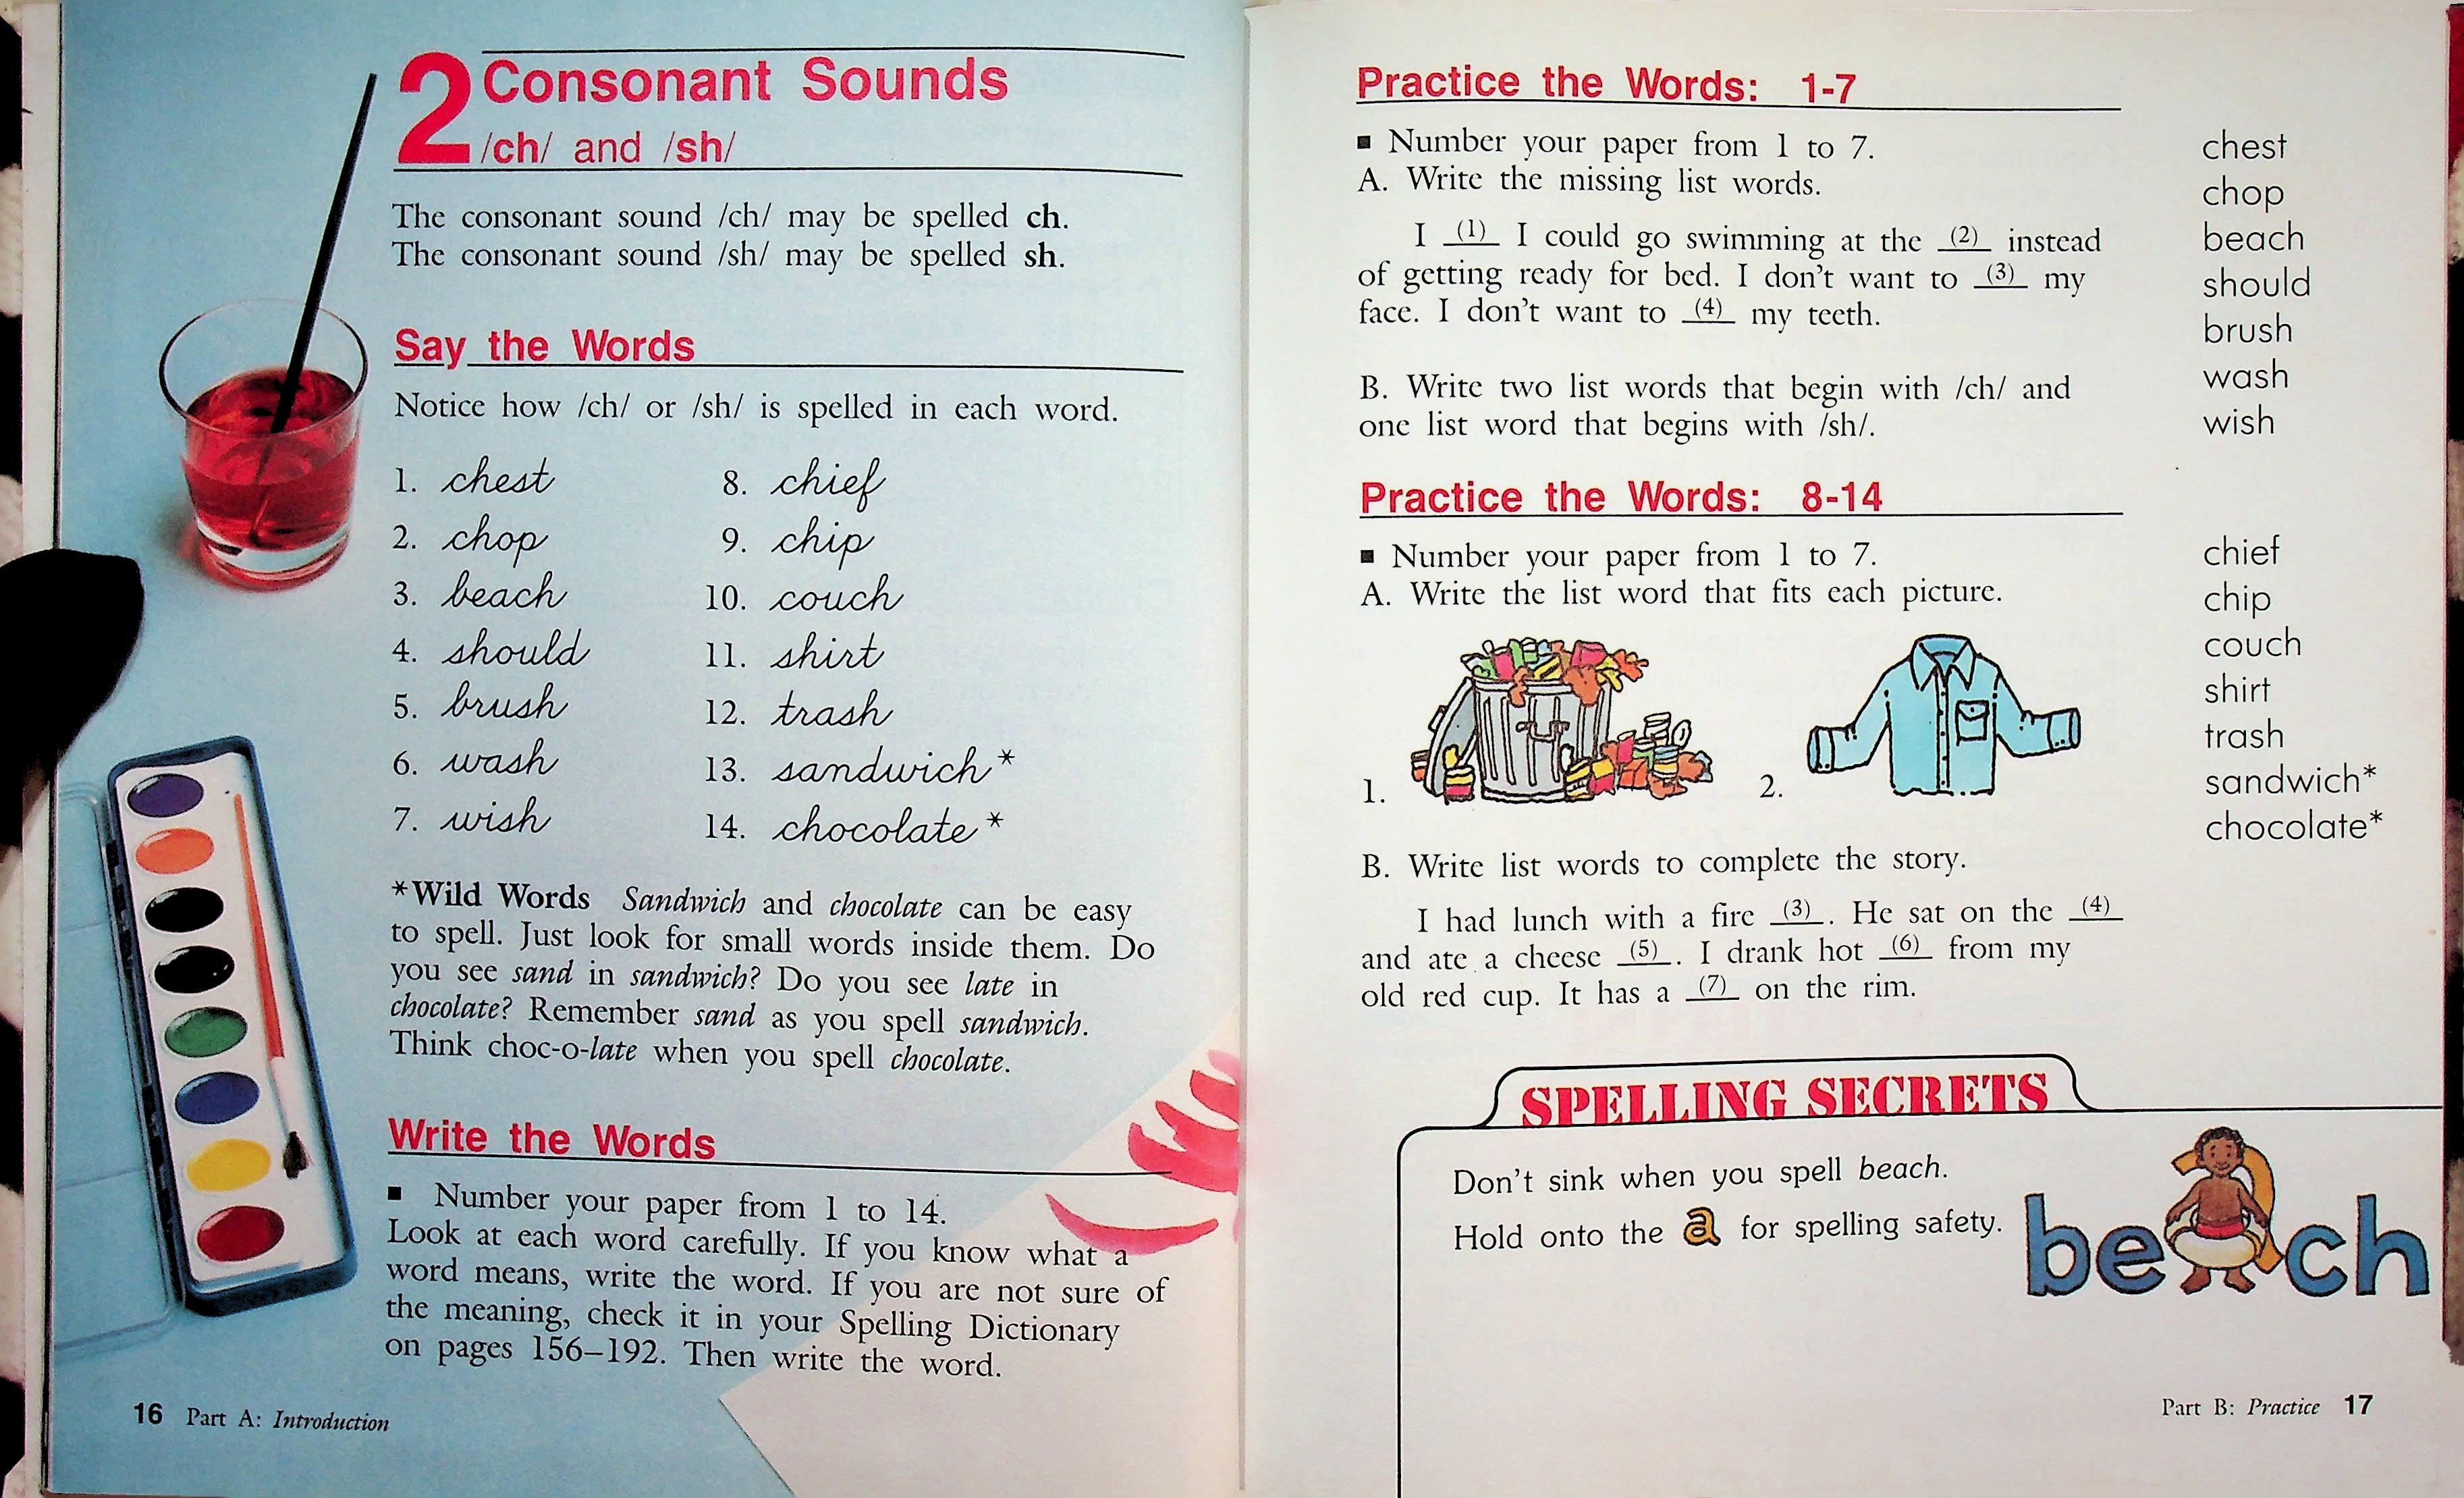 2 Consonant Sounds
/ch/ and /sh/
The consonant sound /ch/ may be spelled ch.
The consonant sound /sh/ may be spelled sh.
Say the Words
Notice how /ch/ or /sh/ is spelled in each word.
1. chest
2. chop
3. beach
4. should
5. brush
6. wash
7. wish
8. chief
9. chip
10. couch
11. shirt
12. trash
13. sandwich*
14. chocolate*
*Wild Words Sandwich and chocolate can be easy
to spell. Just look for small words inside them. Do
you see sand in sandwich? Do you see late in
chocolate? Remember sand as you spell sandwich.
Think choc-o-late when you spell chocolate.
Write the Words
■ Number your paper from 1 to 14.
Look at each word carefully. If you know what a
word means, write the word. If you are not sure of
the meaning, check it in your Spelling Dictionary
on pages 156–192. Then write the word.
16 Part A: Introduction
Practice the Words: 1-7
■ Number your paper from 1 to 7.
A. Write the missing list words.
I (1) I could go swimming at the (2) instead
of getting ready for bed. I don't want to (3) my
face. I don't want to (4) my teeth.
B. Write two list words that begin with /ch/ and
one list word that begins with /sh/.
chest
chop
beach
should
brush
wash
wish
Practice the Words: 8-14
■ Number your paper from 1 to 7.
A. Write the list word that fits each picture.
1.
2.
B. Write list words to complete the story.
I had lunch with a fire (3). He sat on the (4)
and ate a cheese (5). I drank hot (6) from my
old red cup. It has a (7) on the rim.
chief
chip
couch
shirt
trash
sandwich*
chocolate*
SPELLING SECRETS
Don't sink when you spell beach.
Hold onto the a for spelling safety.
beach
Part B: Practice 17